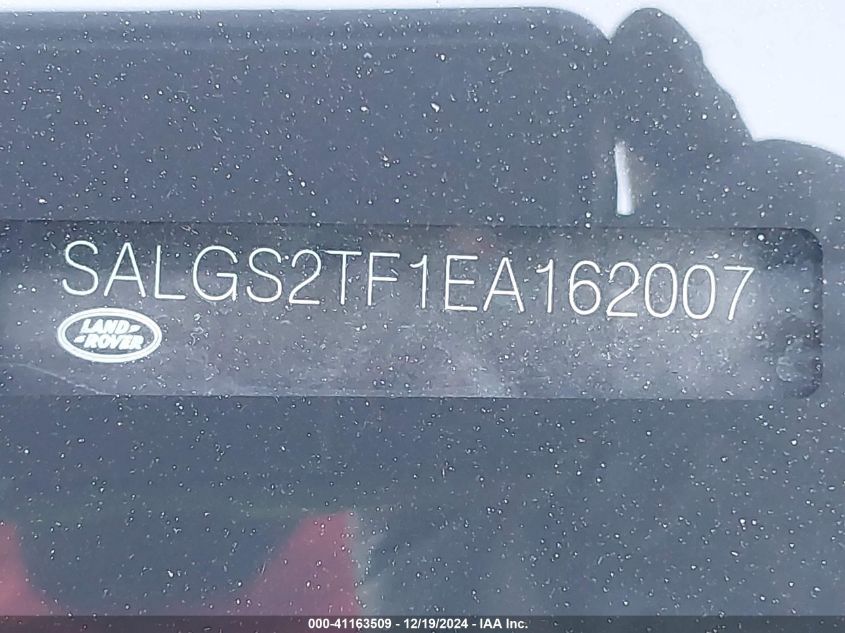 SALGS2TF1EA162007
LAND
ROVER
000-41163509 - 12/19/2024 - IAA Inc.